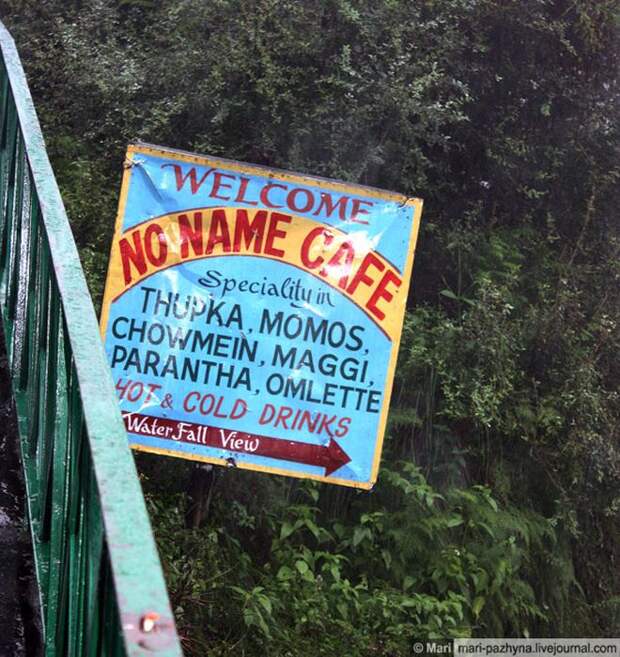 WELCOME
NO NAME CAFE
Speciality in
THUPKA, MOMOS,
CHOWMEIN, MAGGI,
PARANTHA, OMLETTE
HOT & COLD DRINKS
Water Fall View
© Mari mari-pazhyna.livejournal.com